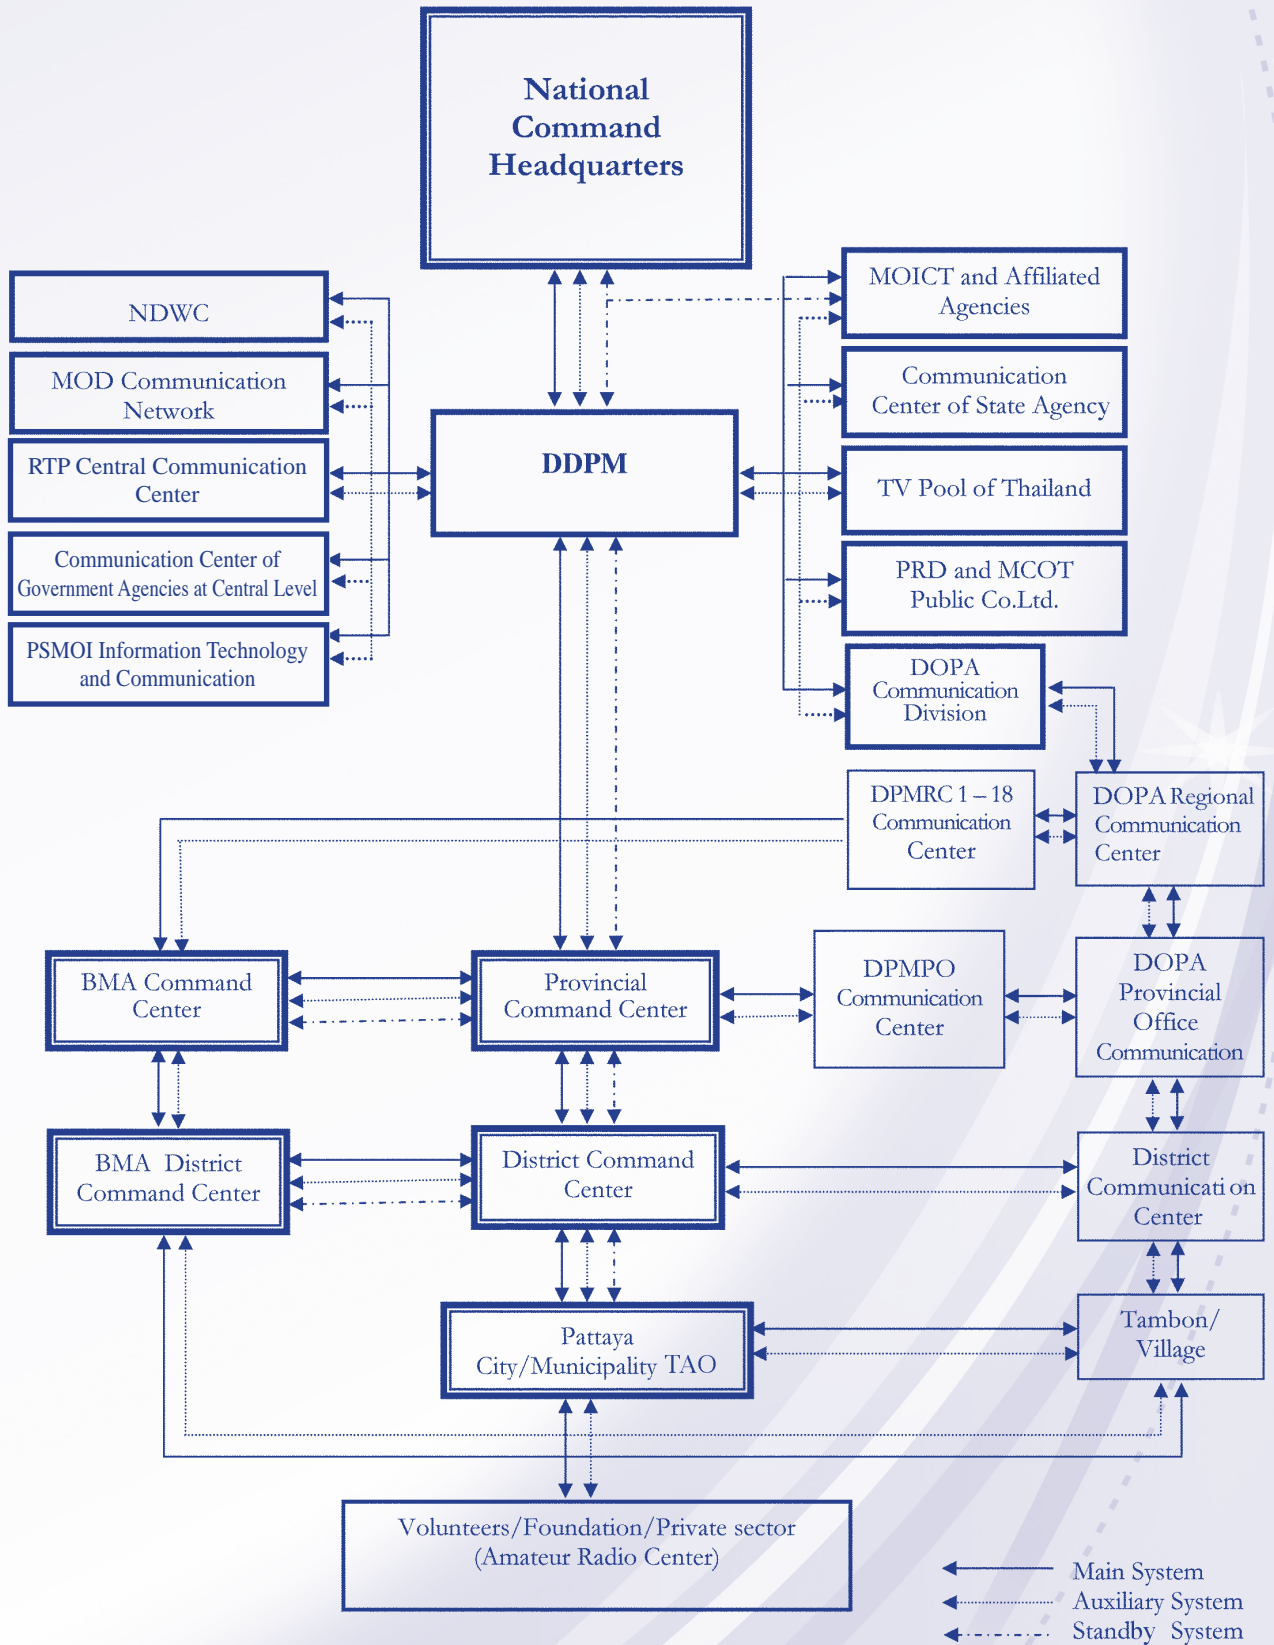 National
Command
Headquarters
NDWC
MOD Communication
Network
RTP Central Communication
Center
Communication Center of
Government Agencies at Central Level
PSMOI Information Technology
and Communication
DDPM
MOICT and Affiliated
Agencies
Communication
Center of State Agency
TV Pool of Thailand
PRD and MCOT
Public Co.Ltd.
DOPA
Communication
Division
DPMRC 1 – 18
Communication
Center
DOPA Regional
Communication
Center
BMA Command
Center
Provincial
Command Center
DPMPO
Communication
Center
DOPA
Provincial
Office
Communication
BMA District
Command Center
District Command
Center
District
Communication
Center
Pattaya
City/Municipality TAO
Tambon/
Village
Volunteers/Foundation/Private sector
(Amateur Radio Center)
Main System
Auxiliary System
Standby System